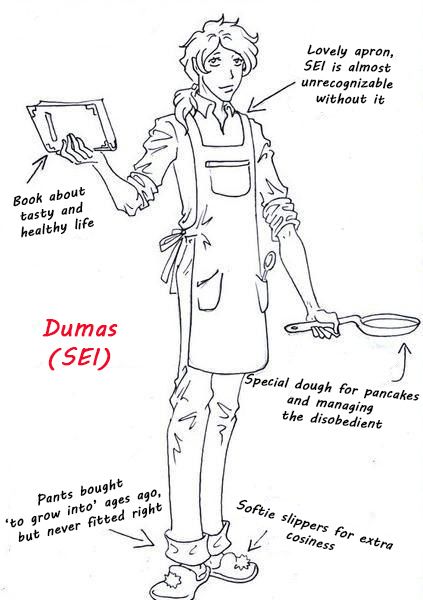 Lovely apron,
SEI is almost
unrecognizable
without it
Book about
tasty and
healthy life
Dumas
(SEI)
Special dough for pancakes
and managing
the disobedient
Pants bought
'to grow into' ages ago,
but never fitted right
Softie slippers for extra
cosiness